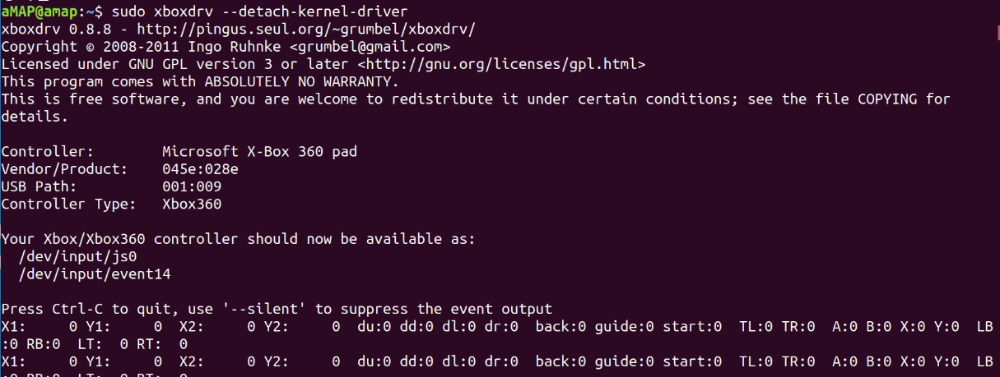 aMAP@amap:~$ sudo xboxdrv --detach-kernel-driver
xboxdrv 0.8.8 - http://pingus.seul.org/~grumbel/xboxdrv/
Copyright © 2008-2011 Ingo Ruhnke <grumbel@gmail.com>
Licensed under GNU GPL version 3 or later <http://gnu.org/licenses/gpl.html>
This program comes with ABSOLUTELY NO WARRANTY.
This is free software, and you are welcome to redistribute it under certain conditions; see the file COPYING for
details.

Controller:        Microsoft X-Box 360 pad
Vendor/Product:    045e:028e
USB Path:          001:009
Controller Type:   Xbox360

Your Xbox/Xbox360 controller should now be available as:
  /dev/input/js0
  /dev/input/event14

Press Ctrl-C to quit, use '--silent' to suppress the event output
X1:     0 Y1:     0  X2:     0 Y2:     0  du:0 dd:0 dl:0 dr:0  back:0 guide:0 start:0  TL:0 TR:0  A:0 B:0 X:0 Y:0  LB
:0 RB:0  LT:  0 RT:  0
X1:     0 Y1:     0  X2:     0 Y2:     0  du:0 dd:0 dl:0 dr:0  back:0 guide:0 start:0  TL:0 TR:0  A:0 B:0 X:0 Y:0  LB
:0 RB:0  LT:  0 RT:  0